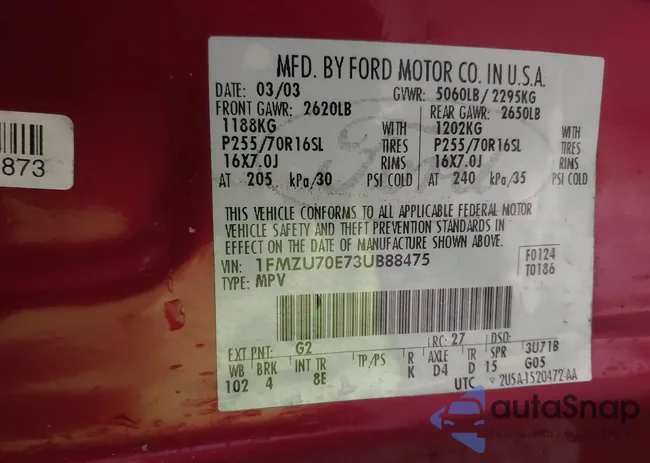 MFD. BY FORD MOTOR CO. IN U.S.A.
DATE: 03/03 GVWR: 5060LB/ 2295KG
FRONT GAWR: 2620LB REAR GAWR: 2650LB
1188KG WITH 1202KG WITH
P255/70R16SL TIRES P255/70R16SL TIRES
16X7.0J RIMS 16X7.0J RIMS
AT 205 kPa/30 PSI COLD AT 240 kPa/35 PSI COLD
THIS VEHICLE CONFORMS TO ALL APPLICABLE FEDERAL MOTOR
VEHICLE SAFETY AND THEFT PREVENTION STANDARDS IN
EFFECT ON THE DATE OF MANUFACTURE SHOWN ABOVE.
VIN: 1FMZU70E73UB88475 F0124
TYPE: MPV T0186
873
EXT PNT: G2 RC: 27 DSO:
WB BRK INT TR TP/PS R AXLE TR SPR 3U71B
102 4 8E K D4 D 15 G05
UTC 2U5A-1520472-AA
Ford
autaSnap